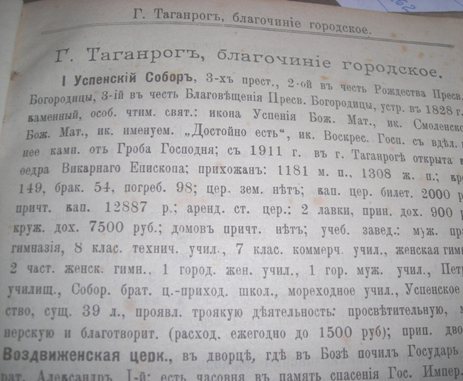 Г. Таганрогъ, благочиніе городское.
Г. Таганрогъ, благочиніе городское.
I Успенскій Соборъ, 3-хъ прест., 2-ой въ честь Рождества Пресв.
Богородицы, 3-ій въ честь Благовѣщенія Пресв. Богородицы, устр. въ 1828 г.
каменный, особ. чтим. свят.: икона Успенія Бож. Мат., ик. Смоленско
Бож. Мат., ик. именуем. „Достойно есть“, ик. Воскрес. Госп. съ вдѣл.
нее камн. отъ Гроба Господня; съ 1911 г. въ г. Таганрогѣ открыта
ѳедра Викарнаго Епископа; прихожанъ: 1181 м. п., 1308 ж. п.;
149, брак. 54, погреб. 98; цер. зем. нѣтъ; кап. цер. билет. 2000
причт. кап. 12887 р.; аренд. ст. цер.: 2 лавки, прин. дох. 900
круж. дох. 7500 руб.; домовъ причт. нѣтъ; учеб. завед.: муж.
гимназія, 8 клас. технич. учил., 7 клас. коммерч. учил., женская
2 част. женск. гимн., 1 город. жен. учил., 1 гор. муж. учил., Пет
училищ., Собор. брат. ц.-приход. школ., мореходное учил., Успенское
ство, сущ. 39 л., проявл. троякую дѣятельность: просвѣтительную,
нерскую и благотворит. (расход. ежегодно до 1500 руб); прип. дво
Воздвиженская церк., въ дворцѣ, гдѣ въ Бозѣ почилъ Государь
рат. Александръ I-й; есть часовня въ память спасенія Гос. Импер.